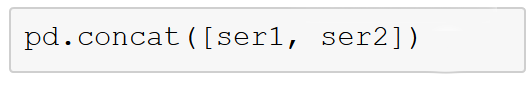 pd.concat([ser1, ser2])